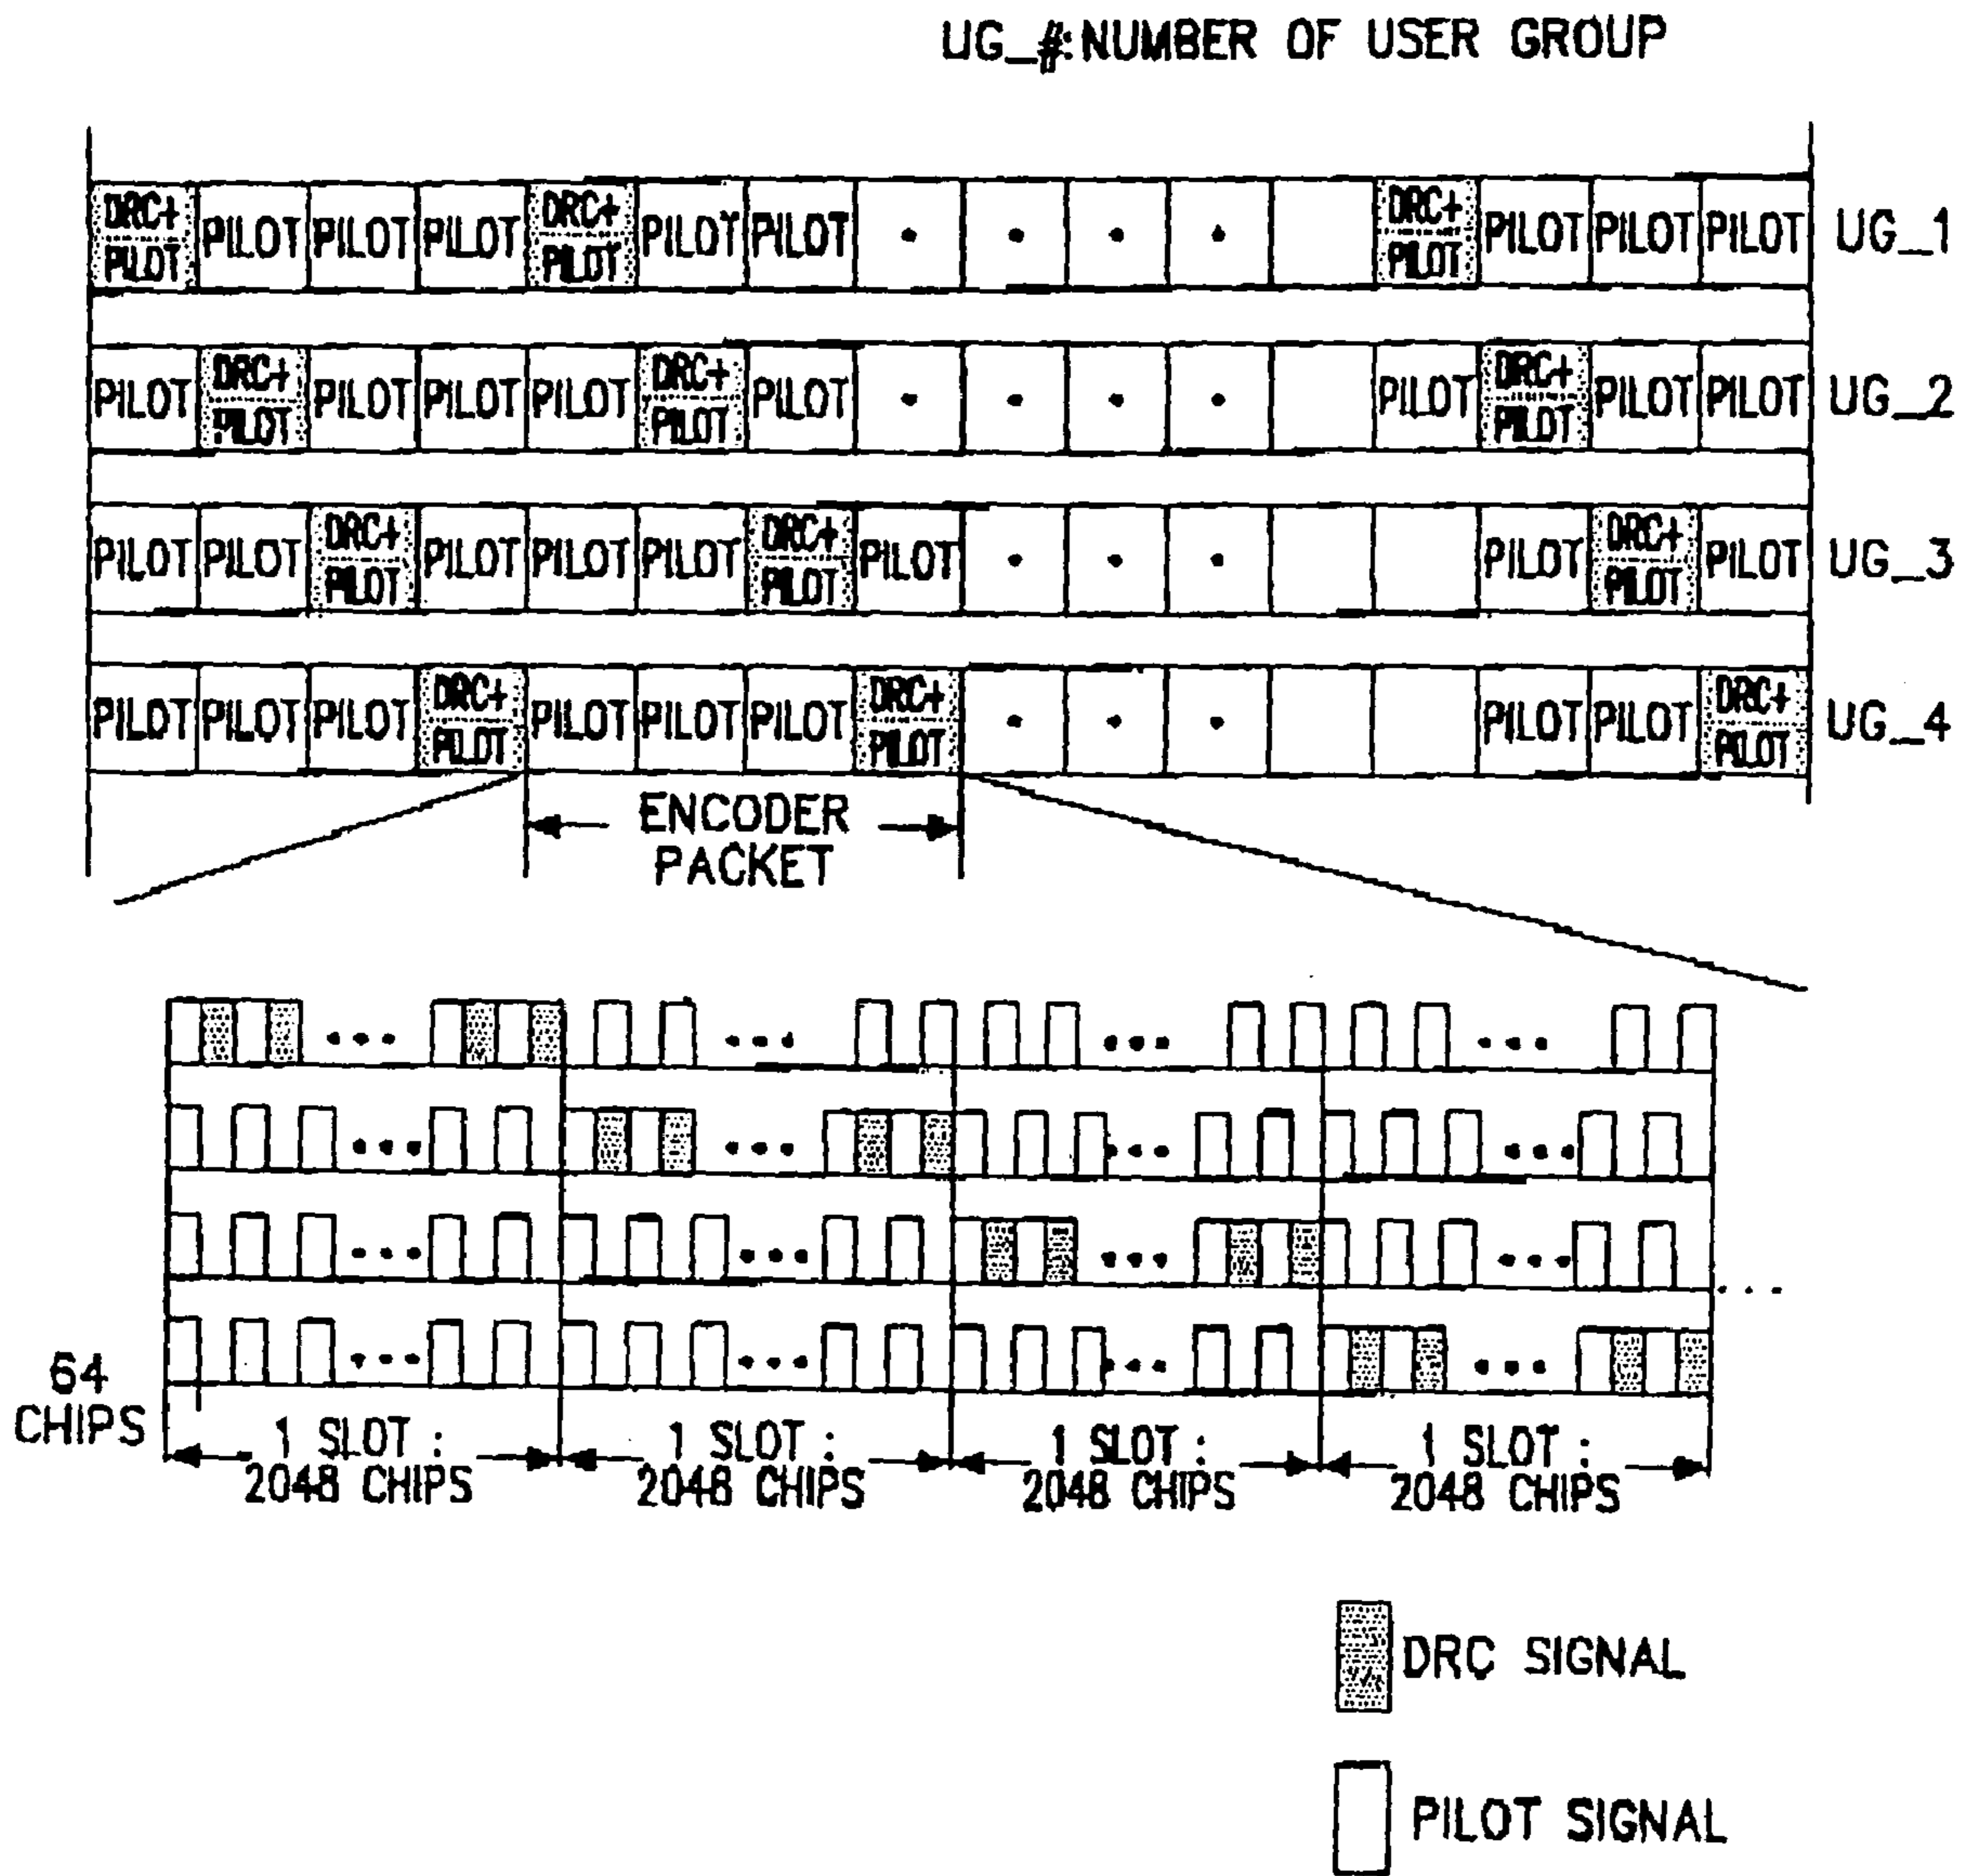 UG_#:NUMBER OF USER GROUP
DRC+ PILOT PILOT PILOT PILOT DRC+ PILOT PILOT PILOT . . . . DRC+ PILOT PILOT PILOT PILOT UG_1
PILOT DRC+ PILOT PILOT PILOT PILOT DRC+ PILOT PILOT . . . . PILOT DRC+ PILOT PILOT PILOT UG_2
PILOT PILOT DRC+ PILOT PILOT PILOT PILOT DRC+ PILOT PILOT . . . PILOT DRC+ PILOT PILOT UG_3
PILOT PILOT PILOT DRC+ PILOT PILOT PILOT PILOT DRC+ PILOT . . . PILOT PILOT DRC+ PILOT UG_4
ENCODER
PACKET
64
CHIPS
1 SLOT :
2048 CHIPS
1 SLOT :
2048 CHIPS
1 SLOT :
2048 CHIPS
1 SLOT :
2048 CHIPS
DRC SIGNAL
PILOT SIGNAL